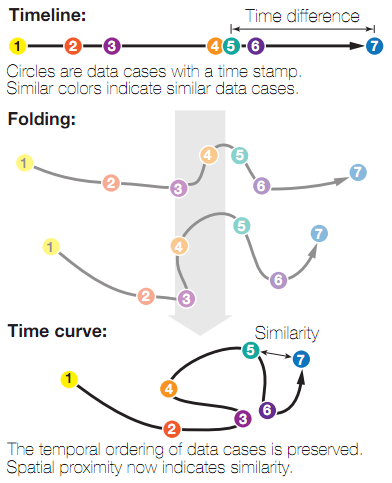 Timeline:
Time difference
1 2 3 4 5 6 7
Circles are data cases with a time stamp.
Similar colors indicate similar data cases.
Folding:
1 2 3 4 5 6 7
1 2 3 4 5 6 7
Time curve:
Similarity
1 2 3 4 5 6 7
The temporal ordering of data cases is preserved.
Spatial proximity now indicates similarity.